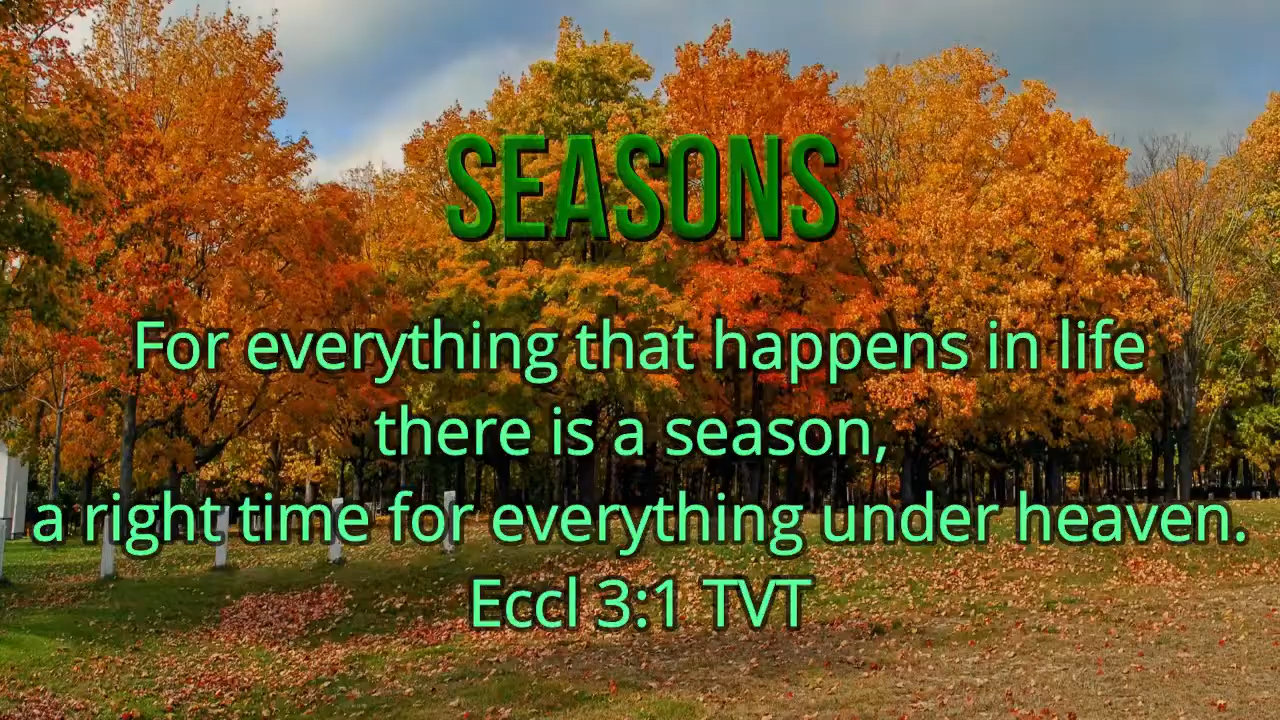 SEASONS
For everything that happens in life
there is a season,
a right time for everything under heaven.
Eccl 3:1 TVT